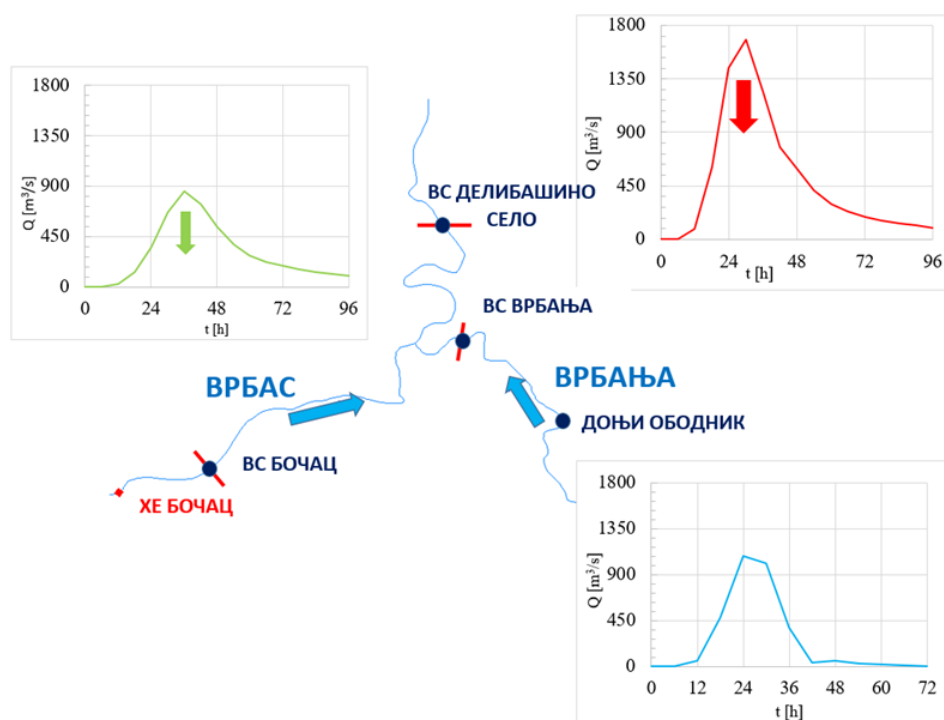 1800
1350
900
450
0
Q [m³/s]
0 24 48 72 96
t [h]
1800
1350
900
450
0
Q [m³/s]
0 24 48 72 96
t [h]
ВС ДЕЛИБАШИНО
СЕЛО
ВС ВРБАЊА
ВРБАС
ВРБАЊА
ДОЊИ ОБОДНИК
ВС БОЧАЦ
ХЕ БОЧАЦ
1800
1350
900
450
0
Q [m³/s]
0 12 24 36 48 60 72
t [h]